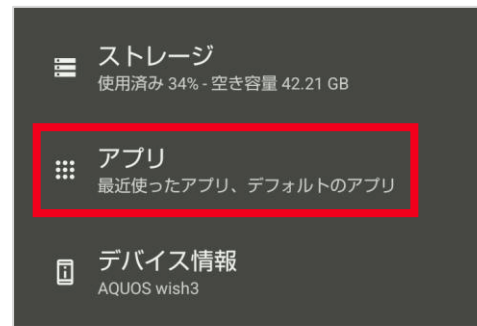 ストレージ
使用済み 34% - 空き容量 42.21 GB
アプリ
最近使ったアプリ、デフォルトのアプリ
デバイス情報
AQUOS wish3